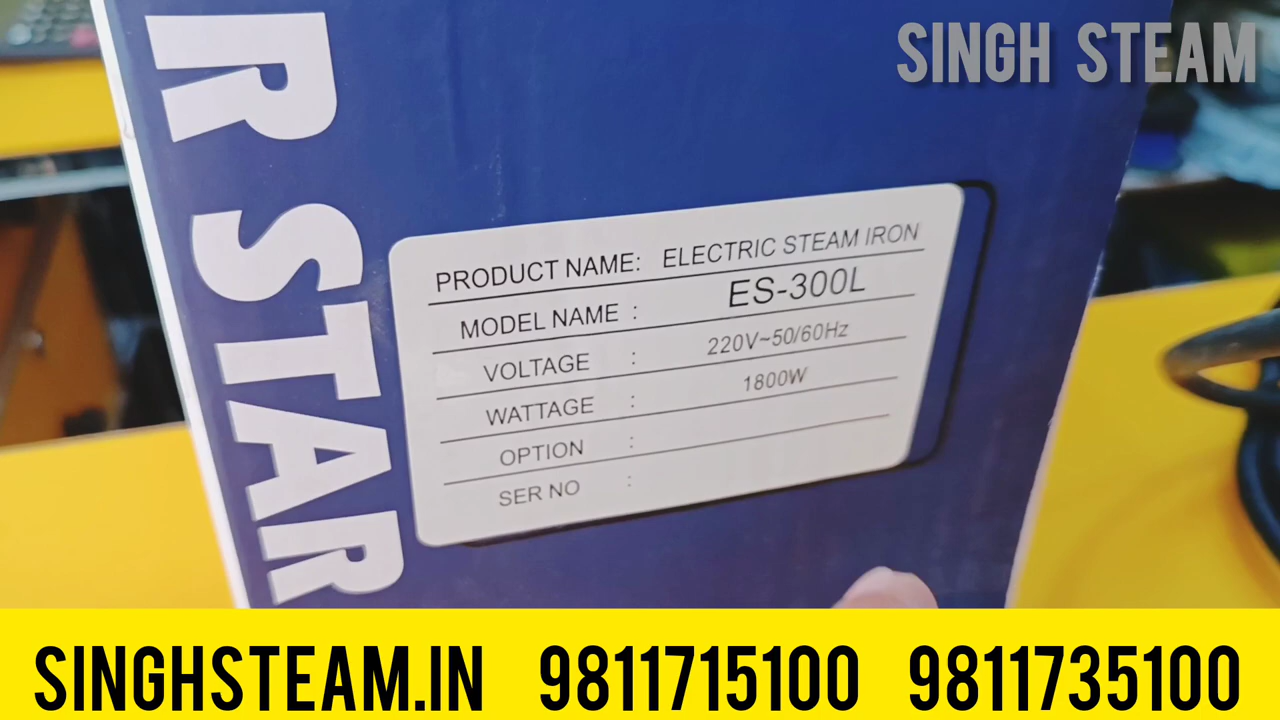 SINGH STEAM
R STAR
PRODUCT NAME: ELECTRIC STEAM IRON
MODEL NAME : ES-300L
VOLTAGE : 220V~50/60Hz
WATTAGE : 1800W
OPTION :
SER NO :
SINGHSTEAM.IN 9811715100 9811735100